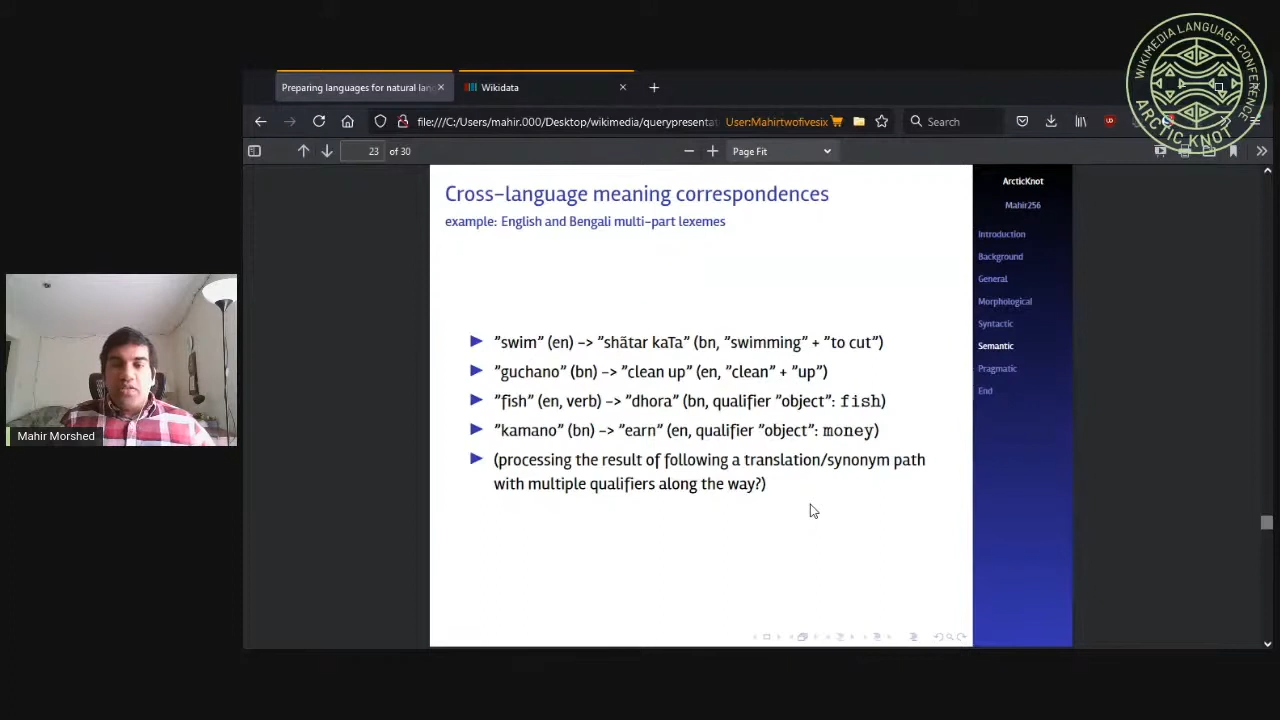 WIKIMEDIA LANGUAGE CONFERENCE
ARCTIC KNOT
Preparing languages for natural lang
Wikidata
file:///C:/Users/mahir.000/Desktop/wikimedia/querypresentat
User:Mahirtwofivesix
Search
23 of 30
Page Fit
Cross-language meaning correspondences
example: English and Bengali multi-part lexemes
"swim" (en) -> "shãtar kaTa" (bn, "swimming" + "to cut")
"guchano" (bn) -> "clean up" (en, "clean" + "up")
"fish" (en, verb) -> "dhora" (bn, qualifier "object": fish)
"kamano" (bn) -> "earn" (en, qualifier "object": money)
(processing the result of following a translation/synonym path
with multiple qualifiers along the way?)
ArcticKnot
Mahir256
Introduction
Background
General
Morphological
Syntactic
Semantic
Pragmatic
End
Mahir Morshed